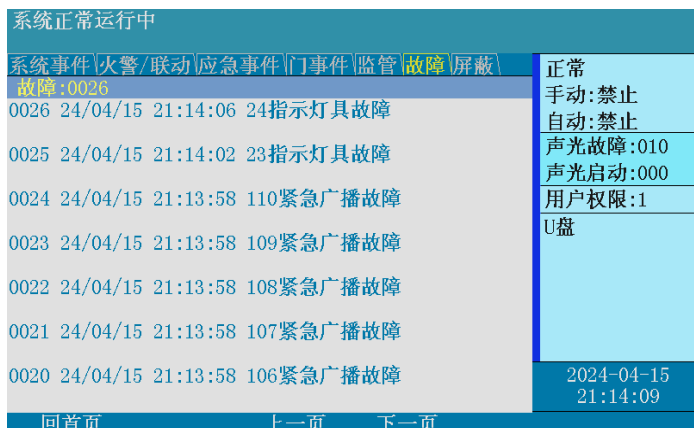 系统正常运行中
系统事件\火警/联动\应急事件\门事件\监管\故障\屏蔽\
故障:0026
0026 24/04/15 21:14:06 24指示灯具故障
0025 24/04/15 21:14:02 23指示灯具故障
0024 24/04/15 21:13:58 110紧急广播故障
0023 24/04/15 21:13:58 109紧急广播故障
0022 24/04/15 21:13:58 108紧急广播故障
0021 24/04/15 21:13:58 107紧急广播故障
0020 24/04/15 21:13:58 106紧急广播故障
正常
手动:禁止
自动:禁止
声光故障:010
声光启动:000
用户权限:1
U盘
2024-04-15
21:14:09
回首页 上一页 下一页